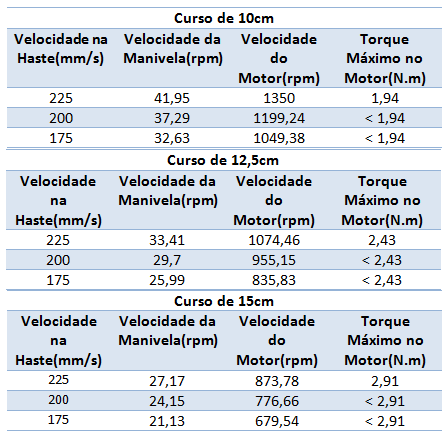 Curso de 10cm
Velocidade na Velocidade da Velocidade Torque
Haste(mm/s) Manivela(rpm) do Máximo no
Motor(rpm) Motor(N.m)
225 41,95 1350 1,94
200 37,29 1199,24 < 1,94
175 32,63 1049,38 < 1,94
Curso de 12,5cm
Velocidade Velocidade da Velocidade Torque
na Manivela(rpm) do Máximo no
Haste(mm/s) Motor(rpm) Motor(N.m)
225 33,41 1074,46 2,43
200 29,7 955,15 < 2,43
175 25,99 835,83 < 2,43
Curso de 15cm
Velocidade Velocidade da Velocidade Torque
na Manivela(rpm) do Máximo no
Haste(mm/s) Motor(rpm) Motor(N.m)
225 27,17 873,78 2,91
200 24,15 776,66 < 2,91
175 21,13 679,54 < 2,91